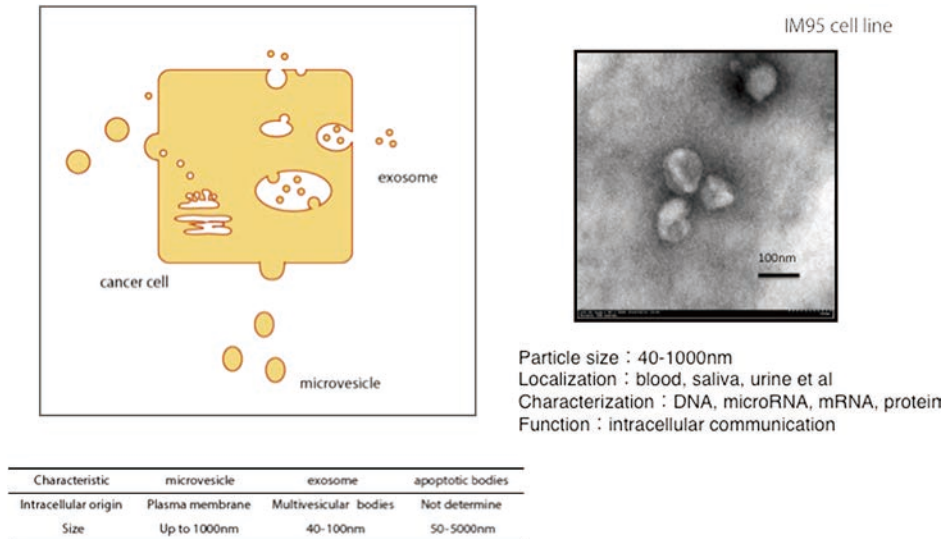 IM95 cell line
exosome
cancer cell
microvesicle
100nm
Particle size：40-1000nm
Localization：blood, saliva, urine et al
Characterization：DNA, microRNA, mRNA, protein
Function：intracellular communication
Characteristic microvesicle exosome apoptotic bodies
Intracellular origin Plasma membrane Multivesicular bodies Not determine
Size Up to 1000nm 40-100nm 50-5000nm